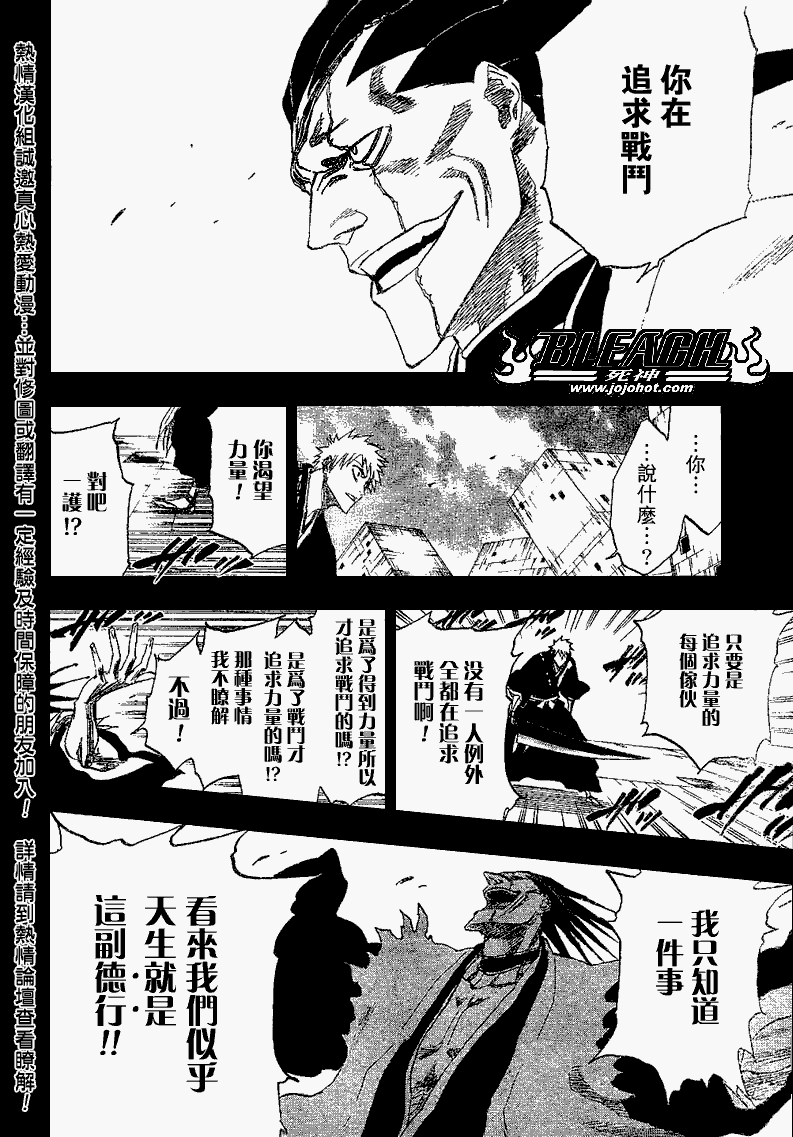 你在
追求戰鬥
BLEACH
死神
www.jojohot.com
…你…
…說什麼…?
你渴望
力量!
對吧
一護!?
只要是
追求力量的
每個傢伙
没有一人例外
全都在追求
戰鬥啊!
是爲了得到力量所以
才追求戰鬥的嗎!?
是爲了戰鬥才
追求力量的嗎!?
那種事情
我不瞭解
不過!
我只知道
一件事
看來我們似乎
天生就是
這副德行!!
熱情漢化組誠邀真心熱愛動漫…並對修圖或翻譯有一定經驗及時間保障的朋友加入! 詳情請到熱情論壇查看瞭解!